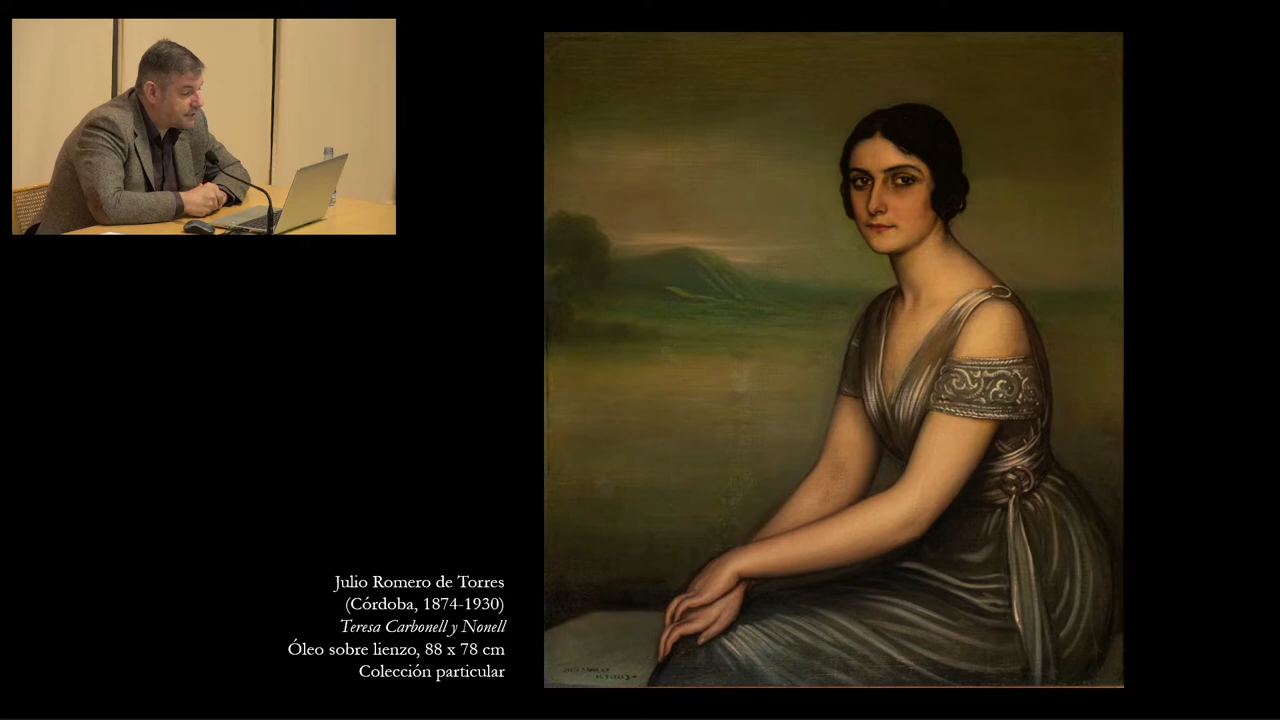 Julio Romero de Torres
(Córdoba, 1874-1930)
Teresa Carbonell y Nonell
Óleo sobre lienzo, 88 x 78 cm
Colección particular